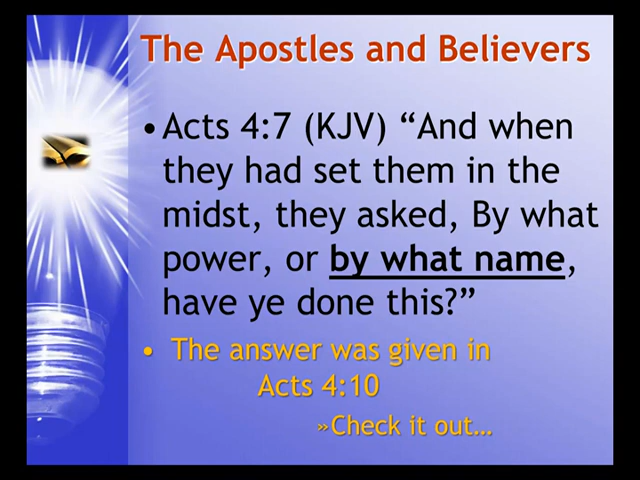 The Apostles and Believers
•Acts 4:7 (KJV) “And when
they had set them in the
midst, they asked, By what
power, or by what name,
have ye done this?”
• The answer was given in
Acts 4:10
»Check it out…